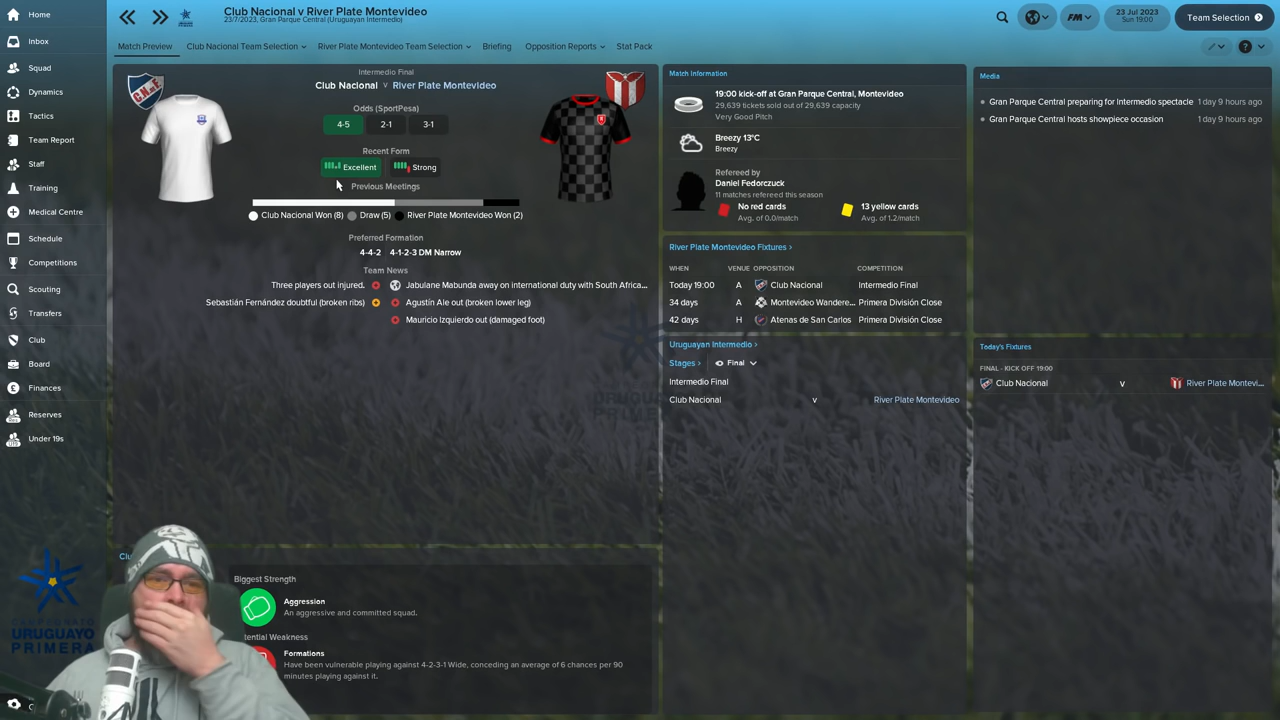 Home
Inbox
Squad
Dynamics
Tactics
Team Report
Staff
Training
Medical Centre
Schedule
Competitions
Scouting
Transfers
Club
Board
Finances
Reserves
Under 19s
Club Nacional v River Plate Montevideo
23/7/2023, Gran Parque Central (Uruguayan Intermedio)
FM
23 Jul 2023
Sun 19:00
Team Selection
Match Preview
Club Nacional Team Selection
River Plate Montevideo Team Selection
Briefing
Opposition Reports
Stat Pack
?
Intermedio Final
Club Nacional v River Plate Montevideo
Odds (SportPesa)
4-5 2-1 3-1
Recent Form
Excellent Strong
Previous Meetings
Club Nacional Won (8) Draw (5) River Plate Montevideo Won (2)
Preferred Formation
4-4-2 4-1-2-3 DM Narrow
Team News
Three players out injured. Jabulane Mabunda away on international duty with South Africa...
Sebastián Fernández doubtful (broken ribs) Agustín Ale out (broken lower leg)
Mauricio Izquierdo out (damaged foot)
Clu
Biggest Strength
Aggression
An aggressive and committed squad.
tential Weakness
Formations
Have been vulnerable playing against 4-2-3-1 Wide, conceding an average of 6 chances per 90
minutes playing against it.
Match Information
19:00 kick-off at Gran Parque Central, Montevideo
29,639 tickets sold out of 29,639 capacity
Very Good Pitch
Breezy 13°C
Breezy
Refereed by
Daniel Fedorczuck
11 matches refereed this season
No red cards
Avg. of 0.0/match
13 yellow cards
Avg. of 1.2/match
River Plate Montevideo Fixtures >
WHEN VENUE OPPOSITION COMPETITION
Today 19:00 A Club Nacional Intermedio Final
34 days A Montevideo Wandere... Primera División Close
42 days H Atenas de San Carlos Primera División Close
Uruguayan Intermedio >
Stages > Final
Intermedio Final
Club Nacional v River Plate Montevideo
Media
Gran Parque Central preparing for Intermedio spectacle 1 day 9 hours ago
Gran Parque Central hosts showpiece occasion 1 day 9 hours ago
Today's Fixtures
FINAL - KICK OFF 19:00
Club Nacional v River Plate Montevi...
CAMPEONATO
URUGUAYO
PRIMERA